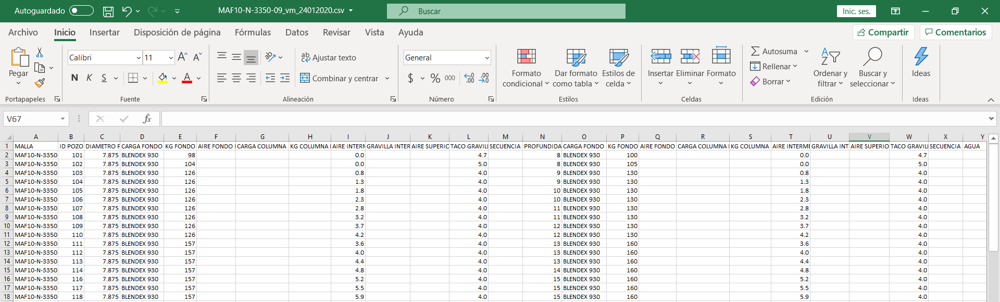 Autoguardado MAF10-N-3350-09_vm_24012020.csv Buscar Inic. ses.
Archivo Inicio Insertar Disposición de página Fórmulas Datos Revisar Vista Ayuda Compartir Comentarios
Pegar Calibri 11 Ajustar texto General Formato condicional Dar formato como tabla Estilos de celda Insertar Eliminar Formato Autosuma Ordenar y filtrar Buscar y seleccionar Ideas
N K S Combinar y centrar $ % 000 Rellenar
Borrar
Portapapeles Fuente Alineación Número Estilos Celdas Edición Ideas
V67 fx
A B C D E F G H I J K L M N O P Q R S T U V W X Y
1 MALLA ID POZO DIAMETRO P CARGA FONDO KG FONDO AIRE FONDO CARGA COLUMNA KG COLUMNA AIRE INTERM GRAVILLA INTER AIRE SUPERIO TACO GRAVILL SECUENCIA PROFUNDIDA CARGA FONDO KG FONDO AIRE FONDO CARGA COLUMNA KG COLUMNA AIRE INTERME GRAVILLA INT AIRE SUPERIO TACO GRAVILL SECUENCIA AGUA
2 MAF10-N-3350 101 7.875 BLENDEX 930 98 0.0 4.7 8 BLENDEX 930 100 0.0 4.7
3 MAF10-N-3350 102 7.875 BLENDEX 930 104 0.0 5.0 8 BLENDEX 930 105 0.0 5.0
4 MAF10-N-3350 103 7.875 BLENDEX 930 126 0.8 4.0 9 BLENDEX 930 130 0.8 4.0
5 MAF10-N-3350 104 7.875 BLENDEX 930 126 1.3 4.0 9 BLENDEX 930 130 1.3 4.0
6 MAF10-N-3350 105 7.875 BLENDEX 930 126 1.8 4.0 10 BLENDEX 930 130 1.8 4.0
7 MAF10-N-3350 106 7.875 BLENDEX 930 126 2.3 4.0 10 BLENDEX 930 130 2.3 4.0
8 MAF10-N-3350 107 7.875 BLENDEX 930 126 2.8 4.0 11 BLENDEX 930 130 2.8 4.0
9 MAF10-N-3350 108 7.875 BLENDEX 930 126 3.2 4.0 11 BLENDEX 930 130 3.2 4.0
10 MAF10-N-3350 109 7.875 BLENDEX 930 126 3.7 4.0 12 BLENDEX 930 130 3.7 4.0
11 MAF10-N-3350 110 7.875 BLENDEX 930 126 4.2 4.0 12 BLENDEX 930 130 4.2 4.0
12 MAF10-N-3350 111 7.875 BLENDEX 930 157 3.6 4.0 13 BLENDEX 930 160 3.6 4.0
13 MAF10-N-3350 112 7.875 BLENDEX 930 157 4.0 4.0 13 BLENDEX 930 160 4.0 4.0
14 MAF10-N-3350 113 7.875 BLENDEX 930 157 4.4 4.0 13 BLENDEX 930 160 4.4 4.0
15 MAF10-N-3350 114 7.875 BLENDEX 930 157 4.8 4.0 14 BLENDEX 930 160 4.8 4.0
16 MAF10-N-3350 116 7.875 BLENDEX 930 157 5.2 4.0 15 BLENDEX 930 160 5.2 4.0
17 MAF10-N-3350 117 7.875 BLENDEX 930 157 5.5 4.0 15 BLENDEX 930 160 5.5 4.0
18 MAF10-N-3350 118 7.875 BLENDEX 930 157 5.9 4.0 15 BLENDEX 930 160 5.9 4.0